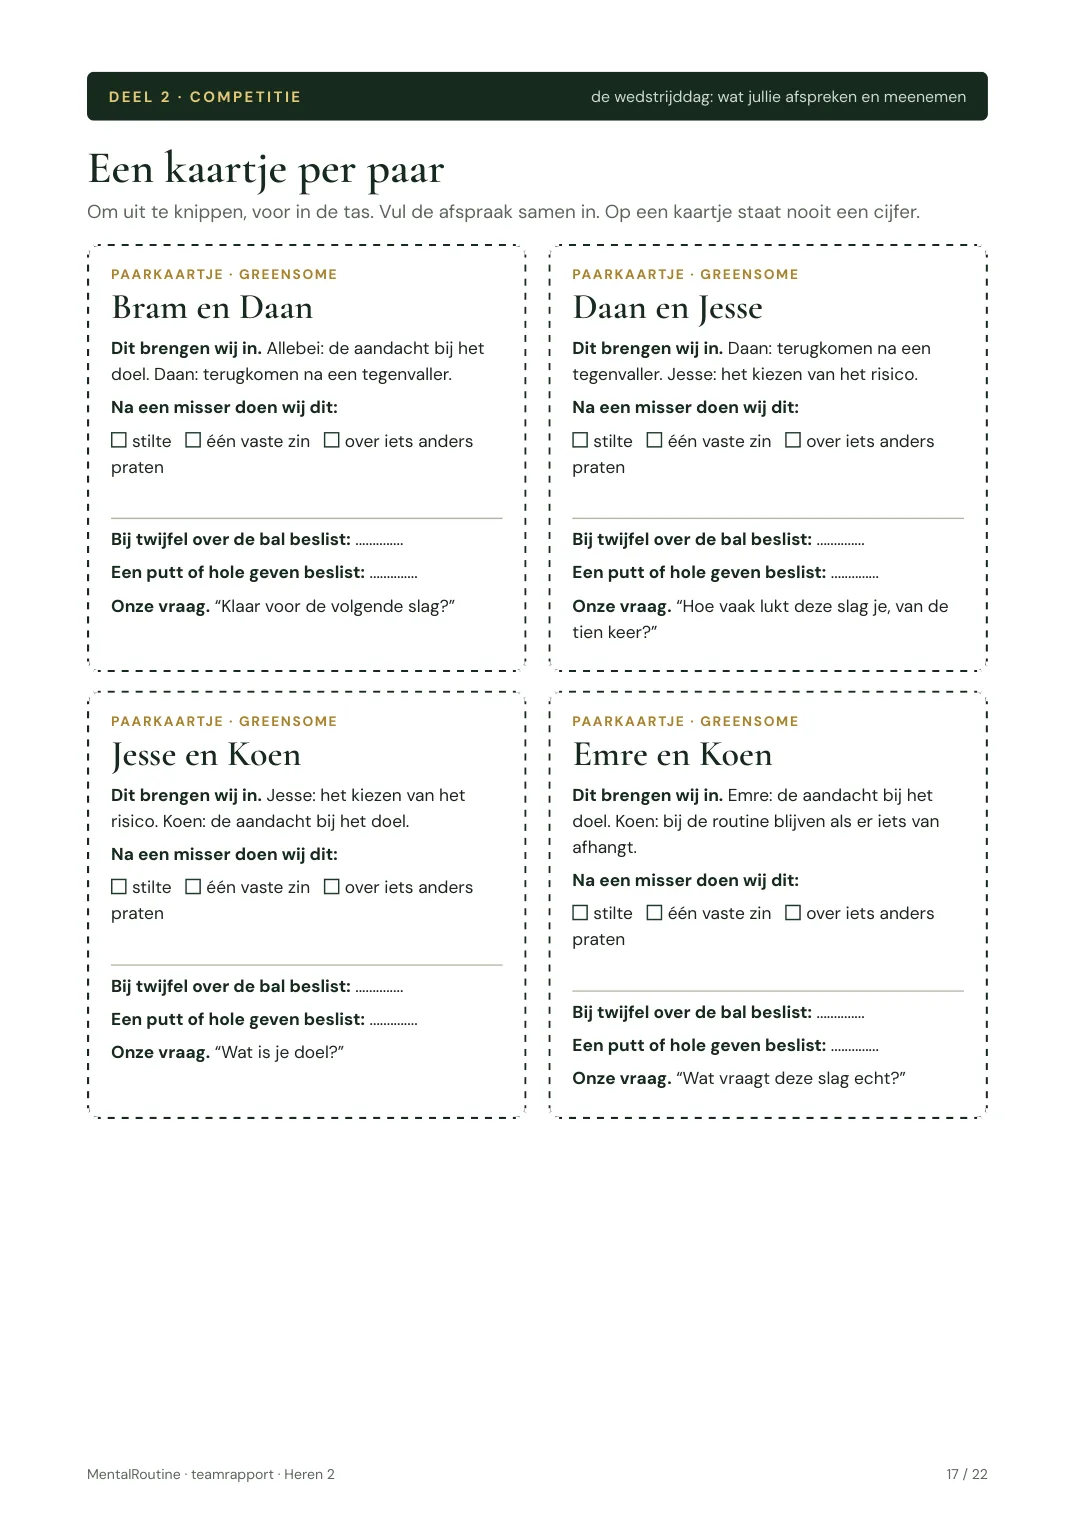 DEEL 2 · COMPETITIE
de wedstrijddag: wat jullie afspreken en meenemen
Een kaartje per paar
Om uit te knippen, voor in de tas. Vul de afspraak samen in. Op een kaartje staat nooit een cijfer.
PAARKAARTJE · GREENSOME
Bram en Daan
Dit brengen wij in. Allebei: de aandacht bij het
doel. Daan: terugkomen na een tegenvaller.
Na een misser doen wij dit:
☐ stilte ☐ één vaste zin ☐ over iets anders
praten
Bij twijfel over de bal beslist: ..............
Een putt of hole geven beslist: ..............
Onze vraag. “Klaar voor de volgende slag?”
PAARKAARTJE · GREENSOME
Daan en Jesse
Dit brengen wij in. Daan: terugkomen na een
tegenvaller. Jesse: het kiezen van het risico.
Na een misser doen wij dit:
☐ stilte ☐ één vaste zin ☐ over iets anders
praten
Bij twijfel over de bal beslist: ..............
Een putt of hole geven beslist: ..............
Onze vraag. “Hoe vaak lukt deze slag je, van de
tien keer?”
PAARKAARTJE · GREENSOME
Jesse en Koen
Dit brengen wij in. Jesse: het kiezen van het
risico. Koen: de aandacht bij het doel.
Na een misser doen wij dit:
☐ stilte ☐ één vaste zin ☐ over iets anders
praten
Bij twijfel over de bal beslist: ..............
Een putt of hole geven beslist: ..............
Onze vraag. “Wat is je doel?”
PAARKAARTJE · GREENSOME
Emre en Koen
Dit brengen wij in. Emre: de aandacht bij het
doel. Koen: bij de routine blijven als er iets van
afhangt.
Na een misser doen wij dit:
☐ stilte ☐ één vaste zin ☐ over iets anders
praten
Bij twijfel over de bal beslist: ..............
Een putt of hole geven beslist: ..............
Onze vraag. “Wat vraagt deze slag echt?”
MentalRoutine · teamrapport · Heren 2
17 / 22